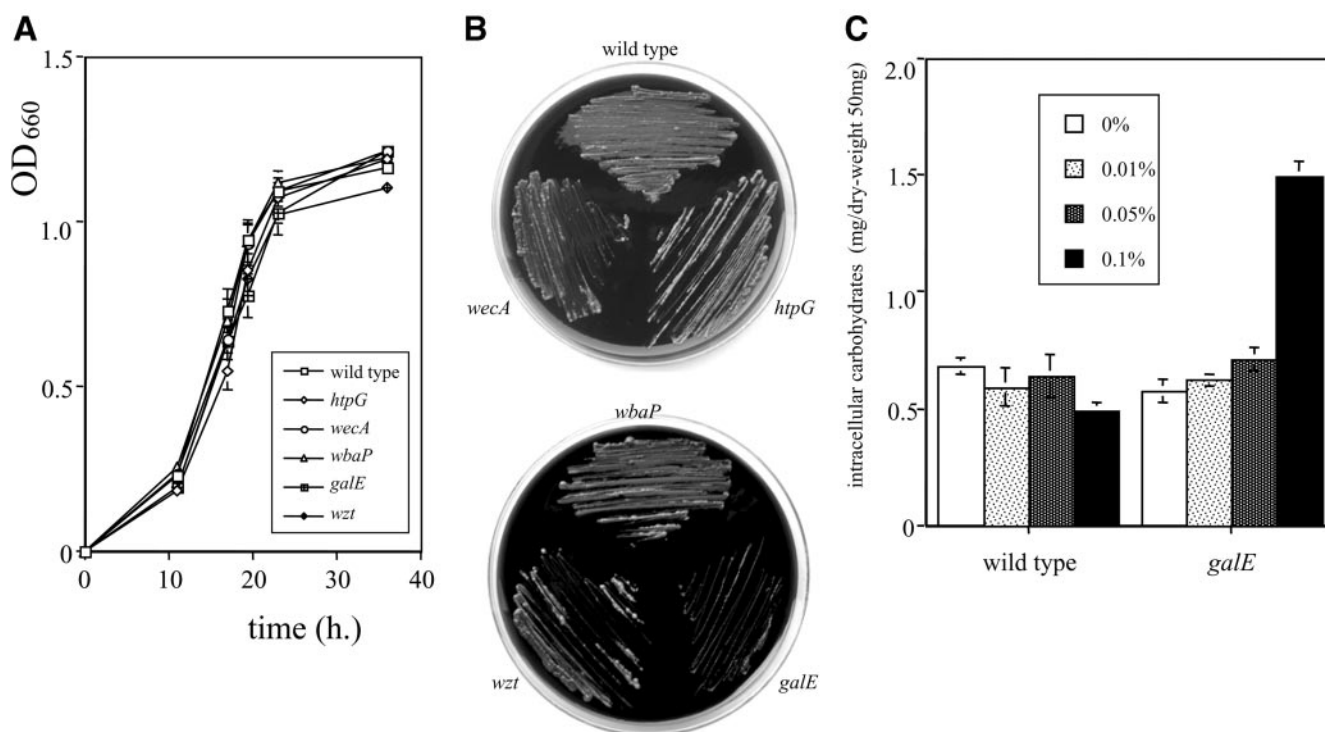 A
1.5
1.0
0.5
0
OD660
0
10
20
30
40
time (h.)
wild type
htpG
wecA
wbaP
galE
wzt
B
wild type
wecA
htpG
wbaP
wzt
galE
C
intracellular carbohydrates (mg/dry-weight 50mg)
2.0
1.5
1.0
0.5
0
0%
0.01%
0.05%
0.1%
wild type
galE